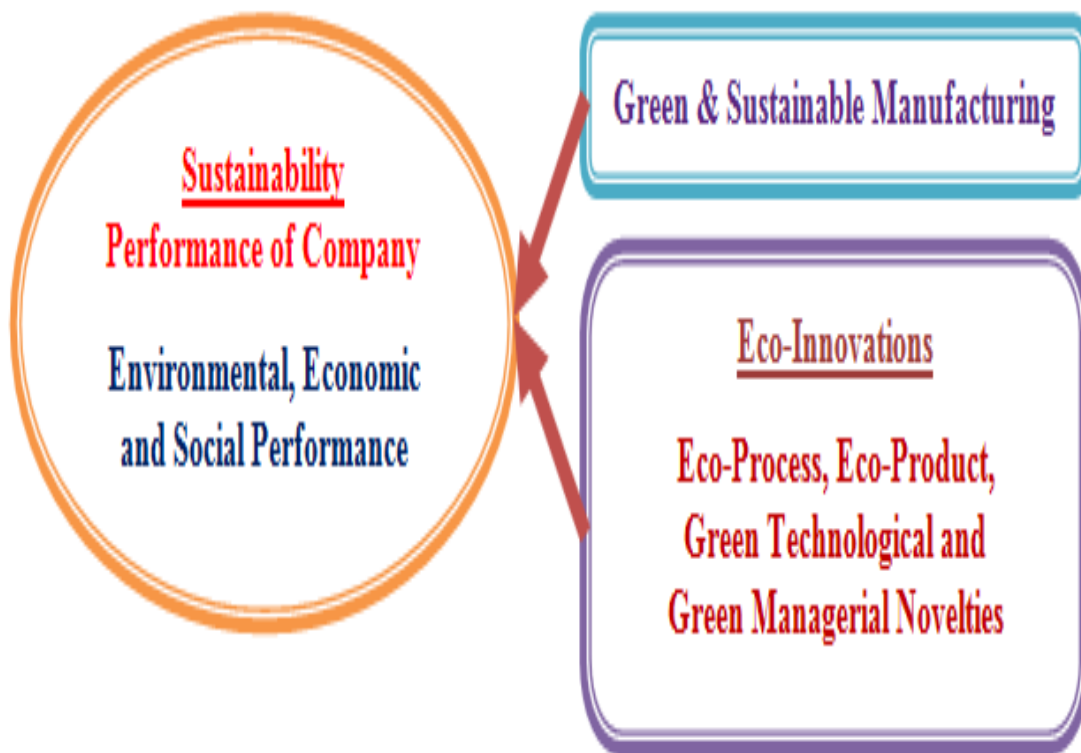 Sustainability
Performance of Company
Environmental, Economic
and Social Performance
Green & Sustainable Manufacturing
Eco-Innovations
Eco-Process, Eco-Product,
Green Technological and
Green Managerial Novelties